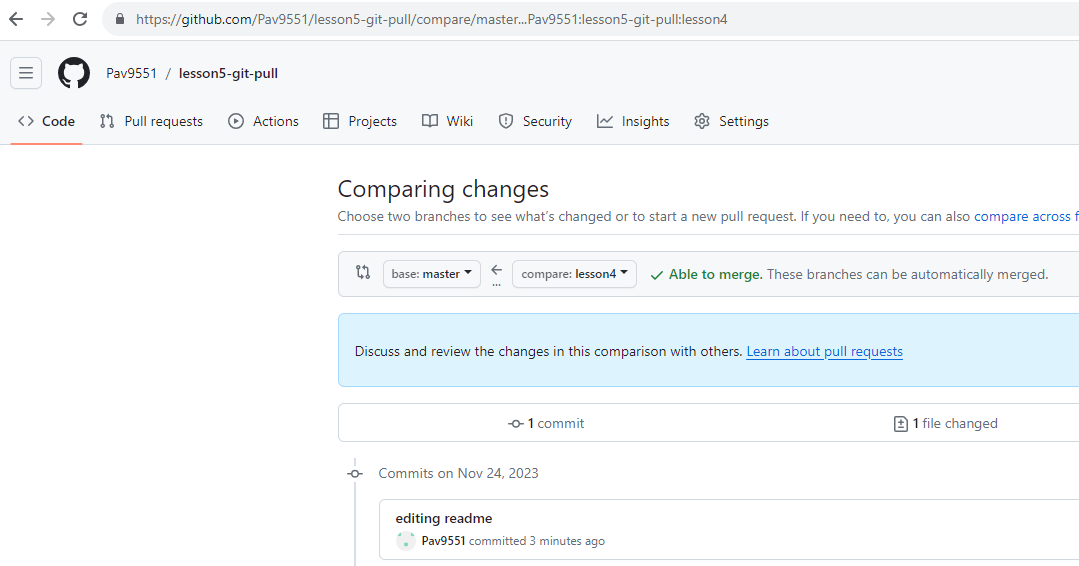 https://github.com/Pav9551/lesson5-git-pull/compare/master...Pav9551:lesson5-git-pull:lesson4
Pav9551 / lesson5-git-pull
Code Pull requests Actions Projects Wiki Security Insights Settings
Comparing changes
Choose two branches to see what's changed or to start a new pull request. If you need to, you can also compare across f
base: master ... compare: lesson4 Able to merge. These branches can be automatically merged.
Discuss and review the changes in this comparison with others. Learn about pull requests
1 commit 1 file changed
Commits on Nov 24, 2023
editing readme
Pav9551 committed 3 minutes ago